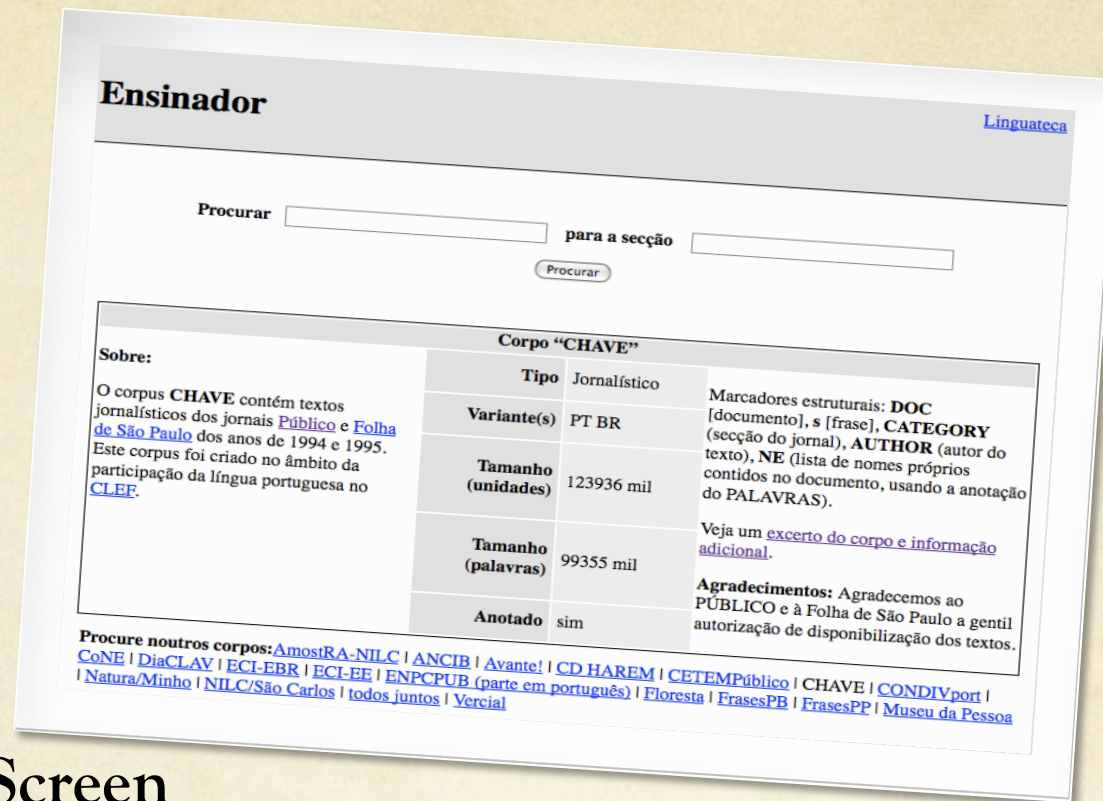 Ensinador
Linguateca
Procurar
para a secção
Procurar
Corpo “CHAVE”
Sobre:
O corpus CHAVE contém textos
jornalísticos dos jornais Público e Folha
de São Paulo dos anos de 1994 e 1995.
Este corpus foi criado no âmbito da
participação da língua portuguesa no
CLEF.
Tipo Jornalístico
Variante(s) PT BR
Tamanho
(unidades) 123936 mil
Tamanho
(palavras) 99355 mil
Anotado sim
Marcadores estruturais: DOC
[documento], s [frase], CATEGORY
(secção do jornal), AUTHOR (autor do
texto), NE (lista de nomes próprios
contidos no documento, usando a anotação
do PALAVRAS).
Veja um excerto do corpo e informação
adicional.
Agradecimentos: Agradecemos ao
PÚBLICO e à Folha de São Paulo a gentil
autorização de disponibilização dos textos.
Procure noutros corpos:AmostRA-NILC | ANCIB | Avante! | CD HAREM | CETEMPúblico | CHAVE | CONDIVport |
CoNE | DiaCLAV | ECI-EBR | ECI-EE | ENPCPUB (parte em português) | Floresta | FrasesPB | FrasesPP | Museu da Pessoa
| Natura/Minho | NILC/São Carlos | todos juntos | Vercial
Screen